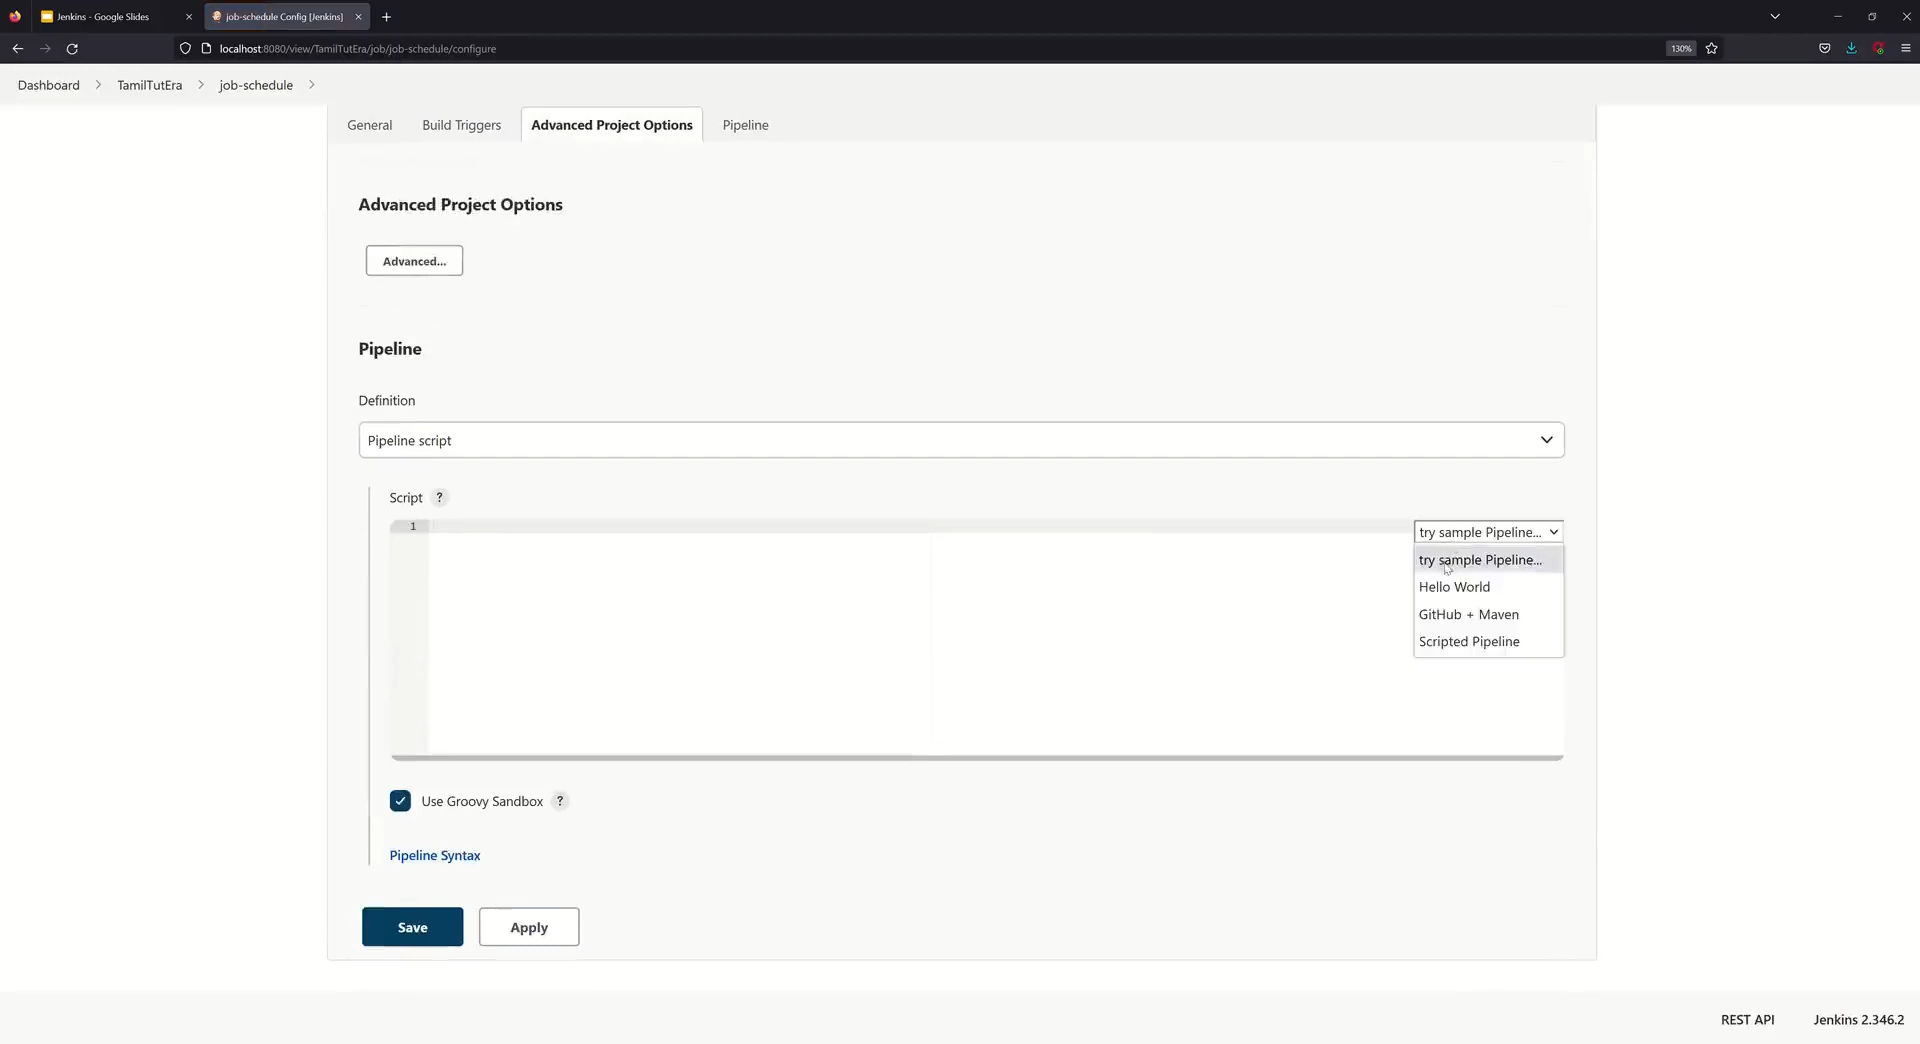 Jenkins - Google Slides
job-schedule Config [Jenkins]
localhost:8080/view/TamilTutEra/job/job-schedule/configure
130%
Dashboard
TamilTutEra
job-schedule
General
Build Triggers
Advanced Project Options
Pipeline
Advanced Project Options
Advanced...
Pipeline
Definition
Pipeline script
Script ?
1
try sample Pipeline...
try sample Pipeline...
Hello World
GitHub + Maven
Scripted Pipeline
Use Groovy Sandbox ?
Pipeline Syntax
Save
Apply
REST API
Jenkins 2.346.2